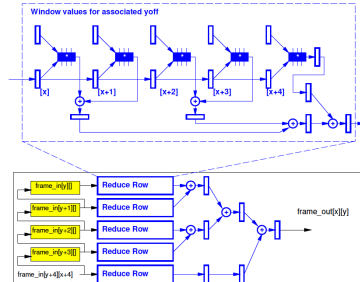 Window values for associated yoff
[x] [x+1] [x+2] [x+3] [x+4]
frame_in[y][] Reduce Row
frame_in[y+1][] Reduce Row
frame_out[x][y]
frame_in[y+2][] Reduce Row
frame_in[y+3][] Reduce Row
frame_in[y+4][x+4] Reduce Row